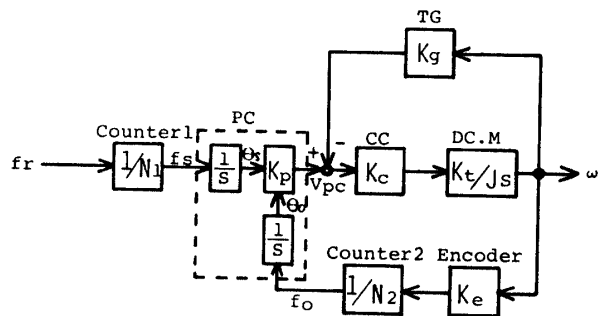 TG
Kg
-
PC
Counter1
CC
DC.M
+
fr
1/N1
fs
1/S
θs
Kp
Vpc
Kc
Kt/Js
ω
θo
1/S
Counter2
Encoder
fo
1/N2
Ke